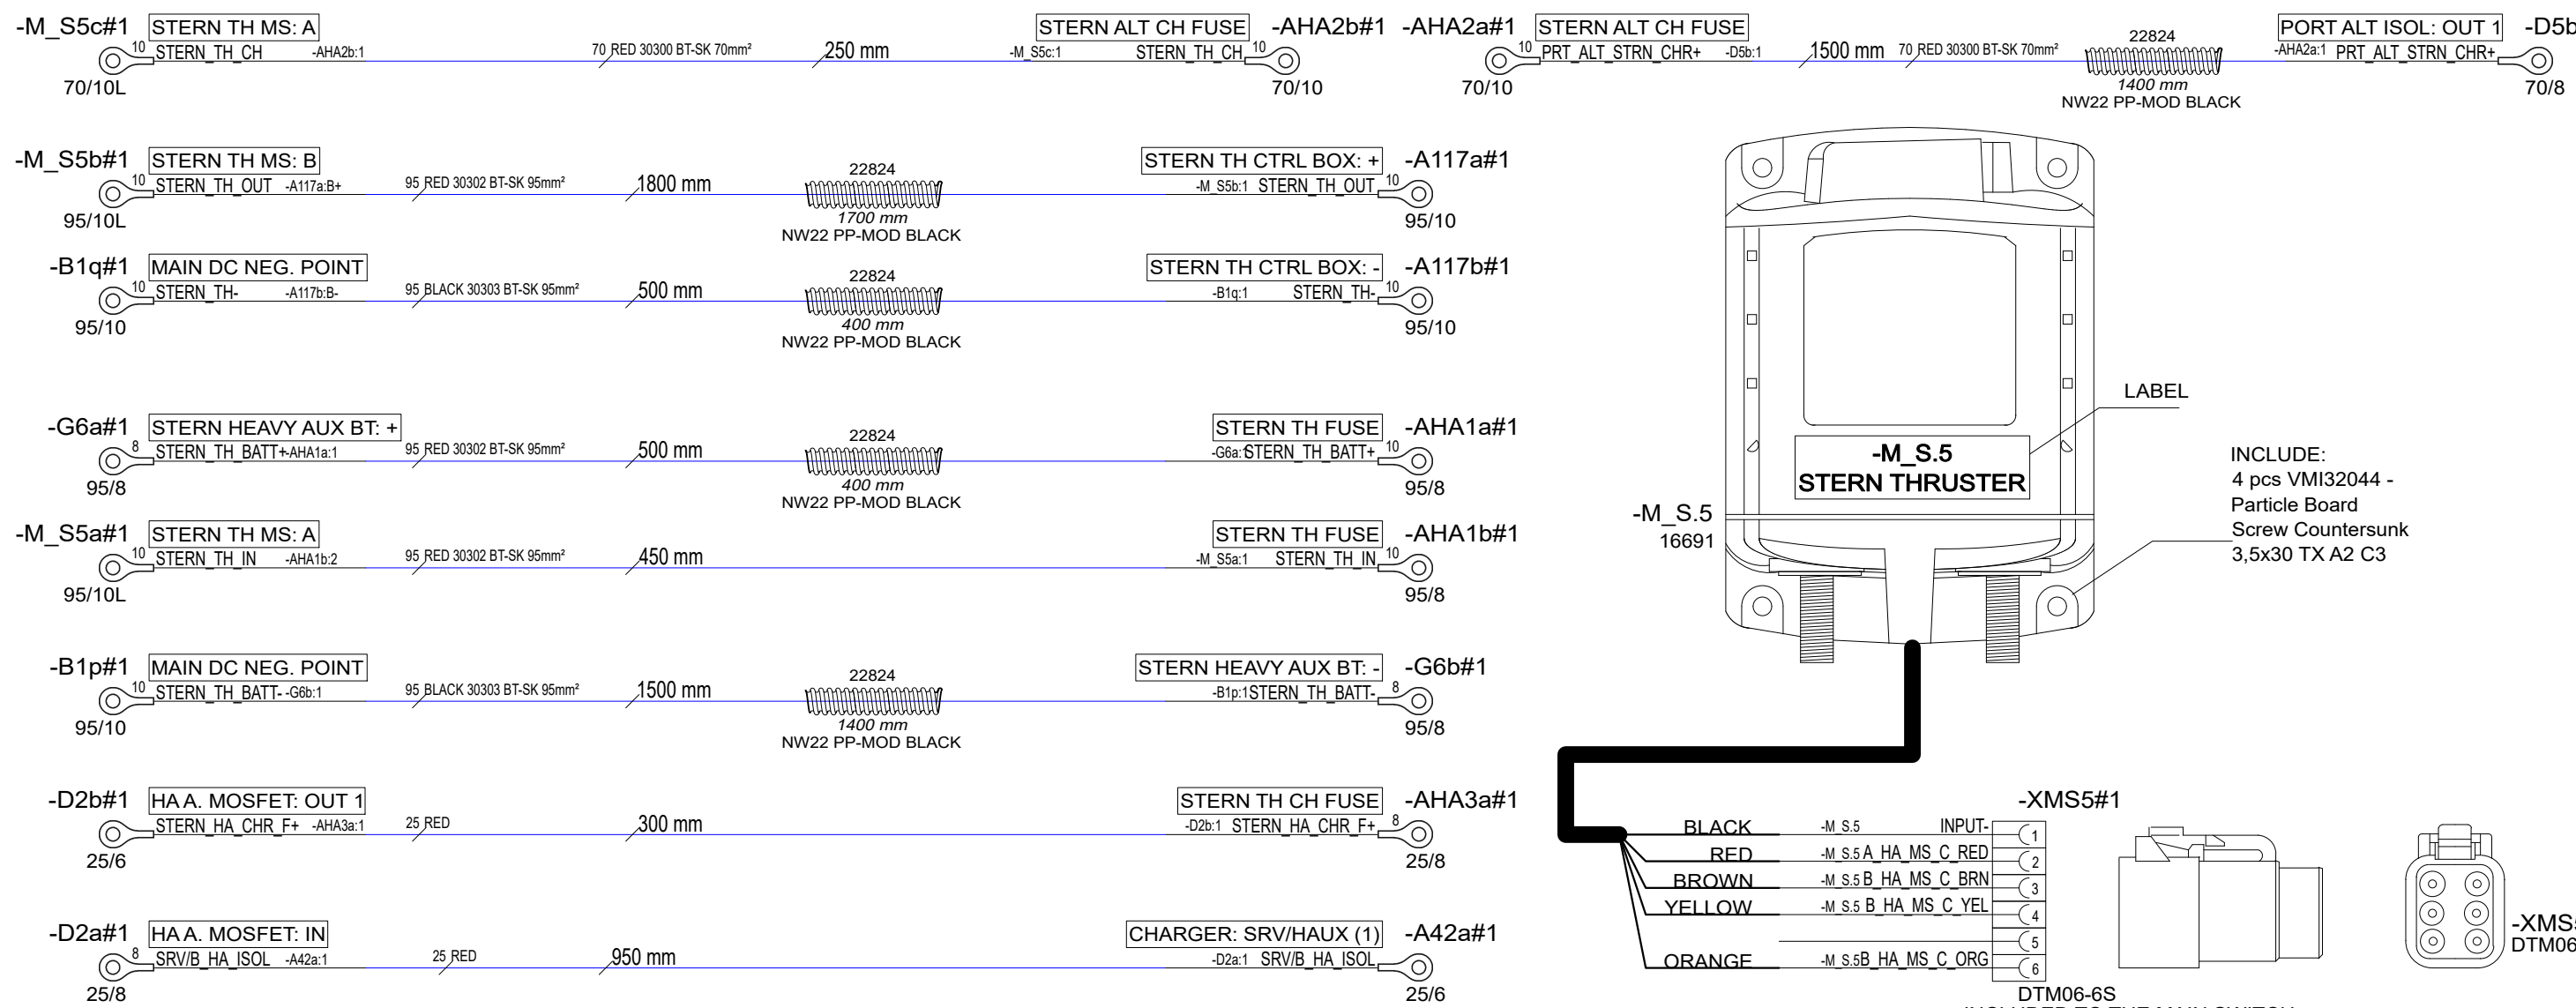 -M_S5c#1 STERN TH MS: A STERN ALT CH FUSE -AHA2b#1 -AHA2a#1 STERN ALT CH FUSE PORT ALT ISOL: OUT 1 -D5b
10 STERN_TH_CH -AHA2b:1 70 RED 30300 BT-SK 70mm² 250 mm -M_S5c:1 STERN_TH_CH 10 10 PRT_ALT_STRN_CHR+ -D5b:1 1500 mm 70 RED 30300 BT-SK 70mm² 22824 -AHA2a:1 PRT_ALT_STRN_CHR+
70/10L 70/10 70/10 1400 mm 70/8
NW22 PP-MOD BLACK
-M_S5b#1 STERN TH MS: B STERN TH CTRL BOX: + -A117a#1
10 STERN_TH_OUT -A117a:B+ 95 RED 30302 BT-SK 95mm² 1800 mm 22824 -M_S5b:1 STERN_TH_OUT 10
95/10L 1700 mm 95/10
NW22 PP-MOD BLACK
-B1q#1 MAIN DC NEG. POINT STERN TH CTRL BOX: - -A117b#1
10 STERN_TH- -A117b:B- 95 BLACK 30303 BT-SK 95mm² 500 mm 22824 -B1q:1 STERN_TH- 10
95/10 400 mm 95/10
NW22 PP-MOD BLACK
-G6a#1 STERN HEAVY AUX BT: + STERN TH FUSE -AHA1a#1
8 STERN_TH_BATT+ -AHA1a:1 95 RED 30302 BT-SK 95mm² 500 mm 22824 -G6a:1 STERN_TH_BATT+ 10
95/8 400 mm 95/8
NW22 PP-MOD BLACK
-M_S5a#1 STERN TH MS: A STERN TH FUSE -AHA1b#1
10 STERN_TH_IN -AHA1b:2 95 RED 30302 BT-SK 95mm² 450 mm -M_S5a:1 STERN_TH_IN 10
95/10L 95/8
-B1p#1 MAIN DC NEG. POINT STERN HEAVY AUX BT: - -G6b#1
10 STERN_TH_BATT- -G6b:1 95 BLACK 30303 BT-SK 95mm² 1500 mm 22824 -B1p:1 STERN_TH_BATT- 8
95/10 1400 mm 95/8
NW22 PP-MOD BLACK
-D2b#1 HA A. MOSFET: OUT 1 STERN TH CH FUSE -AHA3a#1
STERN_HA_CHR_F+ -AHA3a:1 25 RED 300 mm -D2b:1 STERN_HA_CHR_F+ 8
25/6 25/8
-D2a#1 HA A. MOSFET: IN CHARGER: SRV/HAUX (1) -A42a#1
8 SRV/B_HA_ISOL -A42a:1 25 RED 950 mm -D2a:1 SRV/B_HA_ISOL
25/8 25/6
LABEL
-M_S.5
STERN THRUSTER
-M_S.5
16691
INCLUDE:
4 pcs VMI32044 -
Particle Board
Screw Countersunk
3,5x30 TX A2 C3
-XMS5#1
BLACK -M_S.5 INPUT- 1
RED -M_S.5 A_HA_MS_C_RED 2
BROWN -M_S.5 B_HA_MS_C_BRN 3
YELLOW -M_S.5 B_HA_MS_C_YEL 4
5
ORANGE -M_S.5 B_HA_MS_C_ORG 6
DTM06-6S
-XMS
DTM06